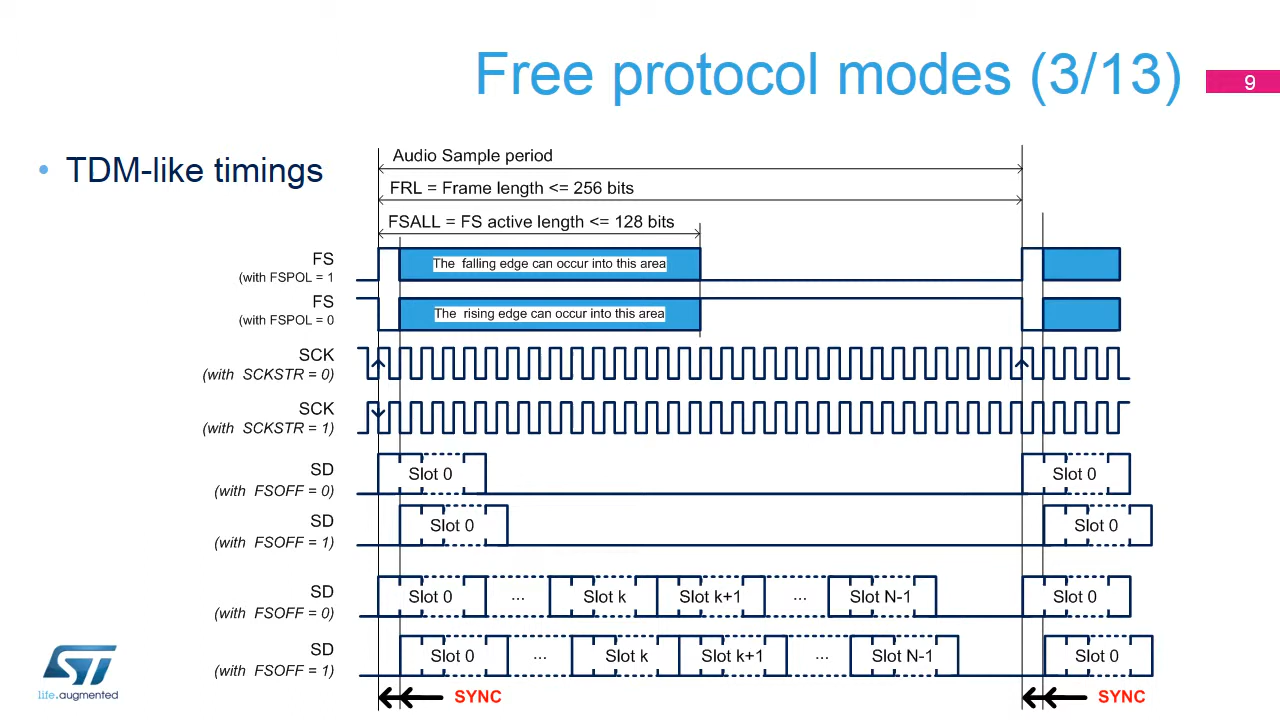 Free protocol modes (3/13)
9
• TDM-like timings
Audio Sample period
FRL = Frame length <= 256 bits
FSALL = FS active length <= 128 bits
FS
(with FSPOL = 1
The falling edge can occur into this area
FS
(with FSPOL = 0
The rising edge can occur into this area
SCK
(with SCKSTR = 0)
SCK
(with SCKSTR = 1)
SD
(with FSOFF = 0)
Slot 0
Slot 0
SD
(with FSOFF = 1)
Slot 0
Slot 0
SD
(with FSOFF = 0)
Slot 0 ... Slot k Slot k+1 ... Slot N-1 Slot 0
SD
(with FSOFF = 1)
Slot 0 ... Slot k Slot k+1 ... Slot N-1 Slot 0
SYNC
SYNC
ST
life.augmented